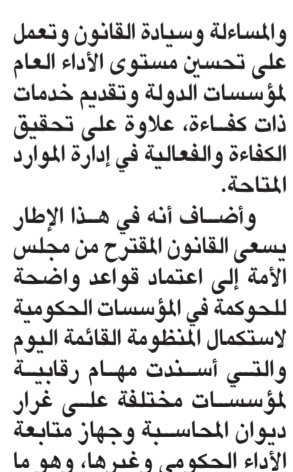 والمساءلة وسيادة القانون وتعمل
على تحسين مستوى الأداء العام
لمؤسسات الدولة وتقديم خدمات
ذات كفاءة، علاوة على تحقيق
الكفاءة والفعالية في إدارة الموارد
المتاحة.
وأضاف أنه في هذا الإطار
يسعى القانون المقترح من مجلس
الأمة إلى اعتماد قواعد واضحة
للحوكمة في المؤسسات الحكومية
لاستكمال المنظومة القائمة اليوم
والتي أسندت مهام رقابية
لمؤسسات مختلفة على غرار
ديوان المحاسبة وجهاز متابعة
الأداء الحكومي وغيرها، وهو ما